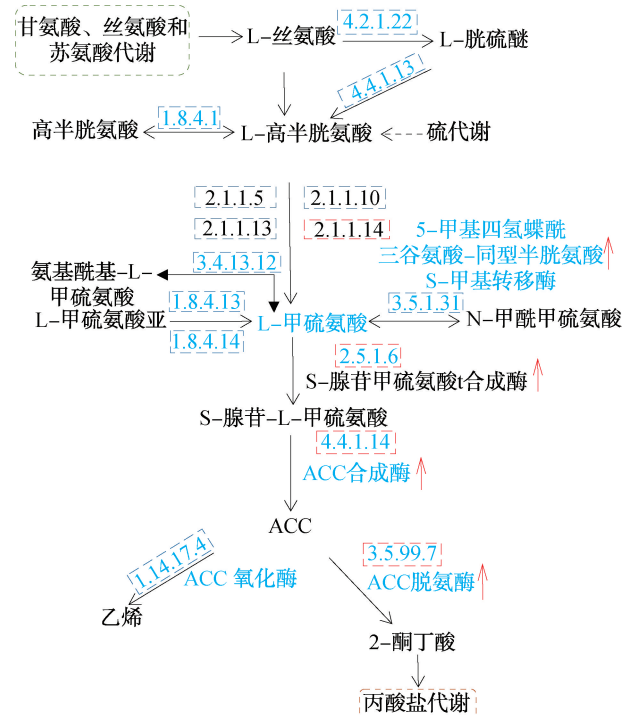 甘氨酸、丝氨酸和
苏氨酸代谢
L-丝氨酸
4.2.1.22
L-胱硫醚
4.4.1.13
高半胱氨酸
1.8.4.1
L-高半胱氨酸
硫代谢
2.1.1.5
2.1.1.10
2.1.1.13
2.1.1.14
5-甲基四氢蝶酰
三谷氨酸-同型半胱氨酸
S-甲基转移酶
氨基酰基-L-
甲硫氨酸
3.4.13.12
L-甲硫氨酸亚
1.8.4.13
1.8.4.14
L-甲硫氨酸
3.5.1.31
N-甲酰甲硫氨酸
2.5.1.6
S-腺苷甲硫氨酸t合成酶
S-腺苷-L-甲硫氨酸
4.4.1.14
ACC合成酶
ACC
1.14.17.4
ACC 氧化酶
3.5.99.7
ACC脱氨酶
乙烯
2-酮丁酸
丙酸盐代谢